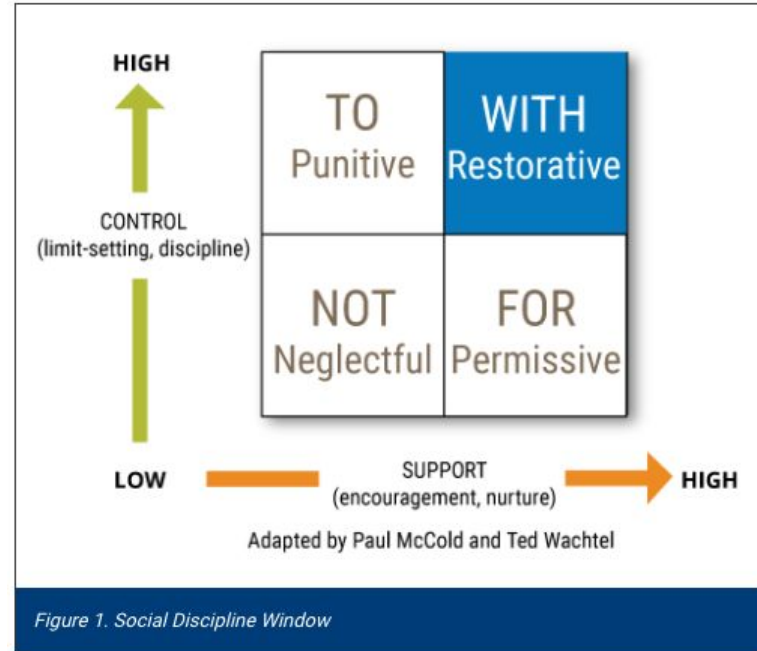 HIGH
TO
Punitive
WITH
Restorative
CONTROL
(limit-setting, discipline)
NOT
Neglectful
FOR
Permissive
LOW
SUPPORT
(encouragement, nurture)
HIGH
Adapted by Paul McCold and Ted Wachtel
Figure 1. Social Discipline Window